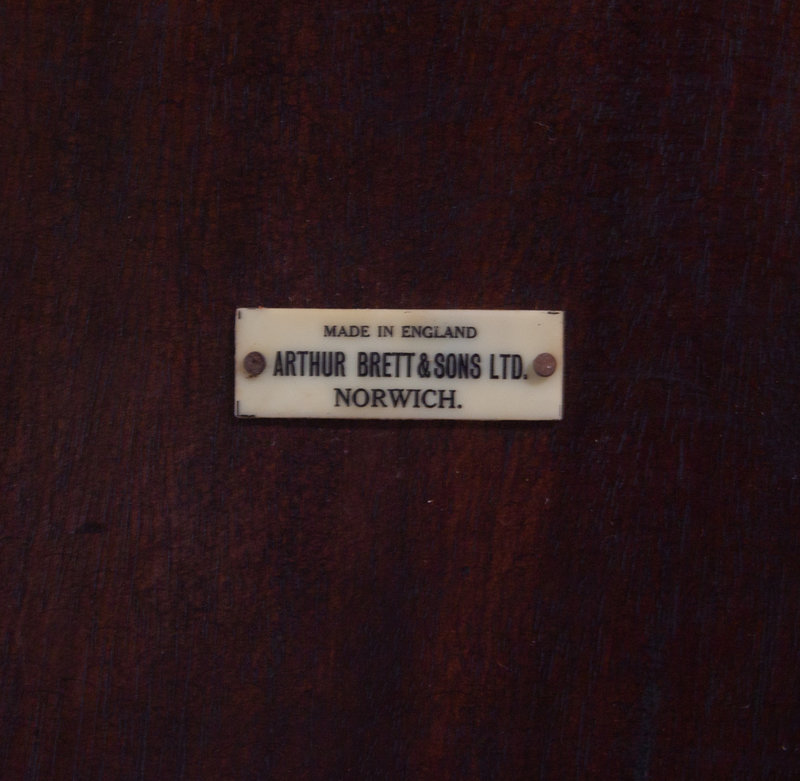 MADE IN ENGLAND
ARTHUR BRETT & SONS LTD.
NORWICH.